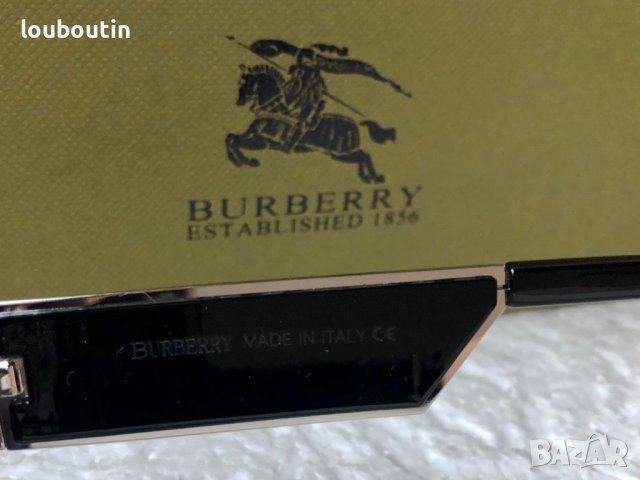 louboutin
BURBERRY
ESTABLISHED 1856
BURBERRY MADE IN ITALY CE
BAZAR